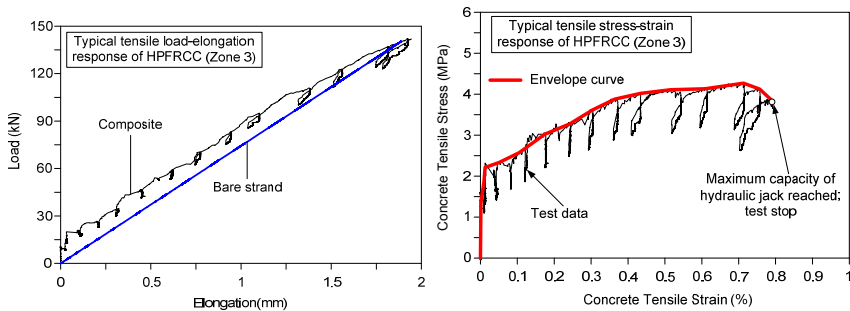 Typical tensile load-elongation
response of HPFRCC (Zone 3)
150
120
90
60
30
0
Load (kN)
Composite
Bare strand
0
0.5
1
1.5
2
Elongation(mm)
Typical tensile stress-strain
response of HPFRCC (Zone 3)
Envelope curve
6
5
4
3
2
1
0
Concrete Tensile Stress (MPa)
Test data
Maximum capacity of
hydraulic jack reached;
test stop
0
0.1
0.2
0.3
0.4
0.5
0.6
0.7
0.8
0.9
1
Concrete Tensile Strain (%)